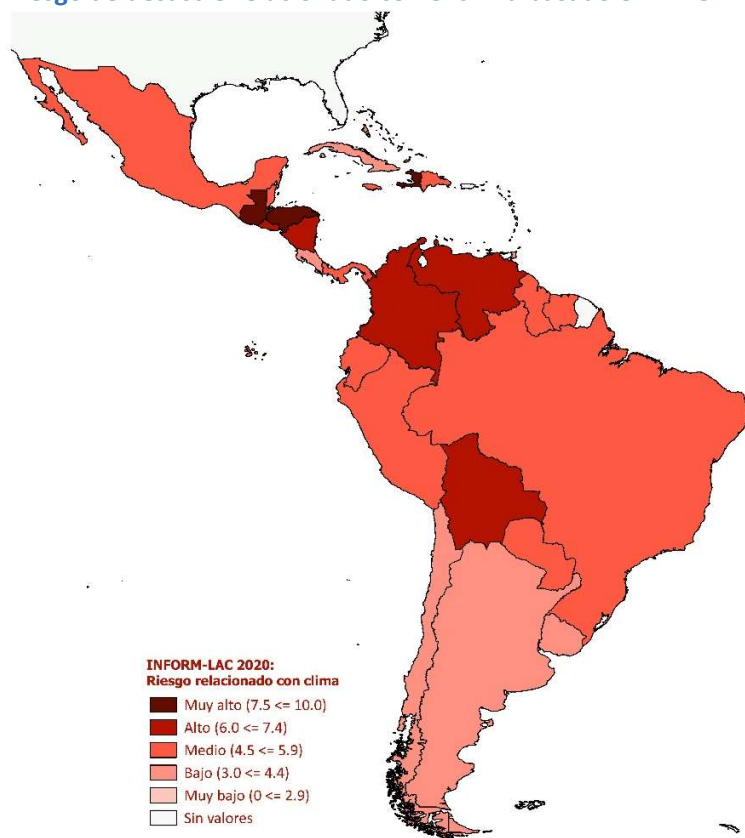 INFORM-LAC 2020:
Riesgo relacionado con clima
Muy alto (7.5 <= 10.0)
Alto (6.0 <= 7.4)
Medio (4.5 <= 5.9)
Bajo (3.0 <= 4.4)
Muy bajo (0 <= 2.9)
Sin valores